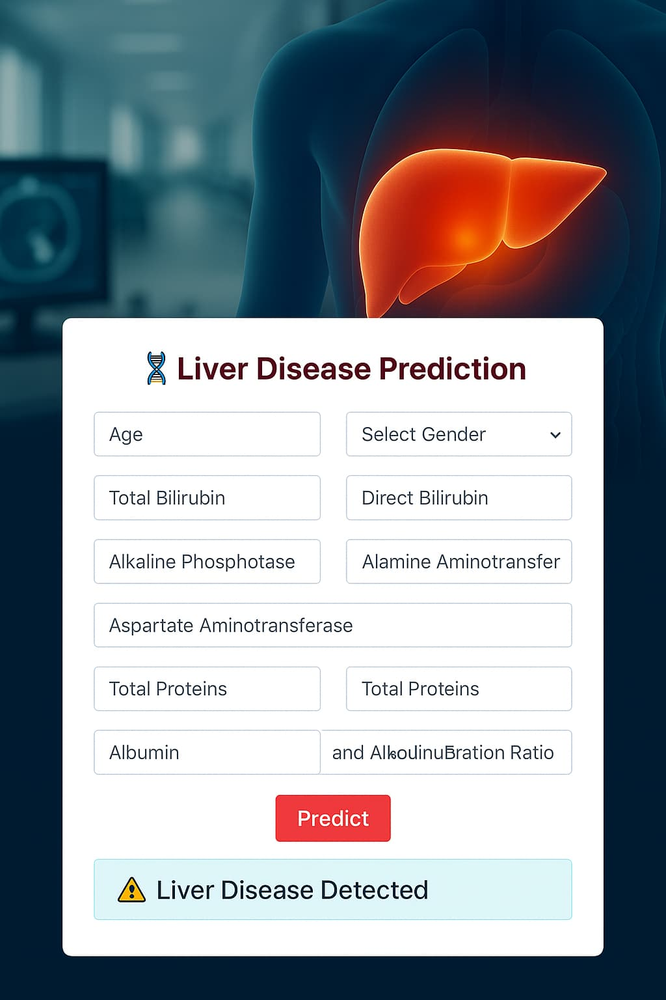 Liver Disease Prediction
Age
Select Gender
Total Bilirubin
Direct Bilirubin
Alkaline Phosphotase
Alamine Aminotransfer
Aspartate Aminotransferase
Total Proteins
Total Proteins
Albumin
and Ratio
Predict
Liver Disease Detected